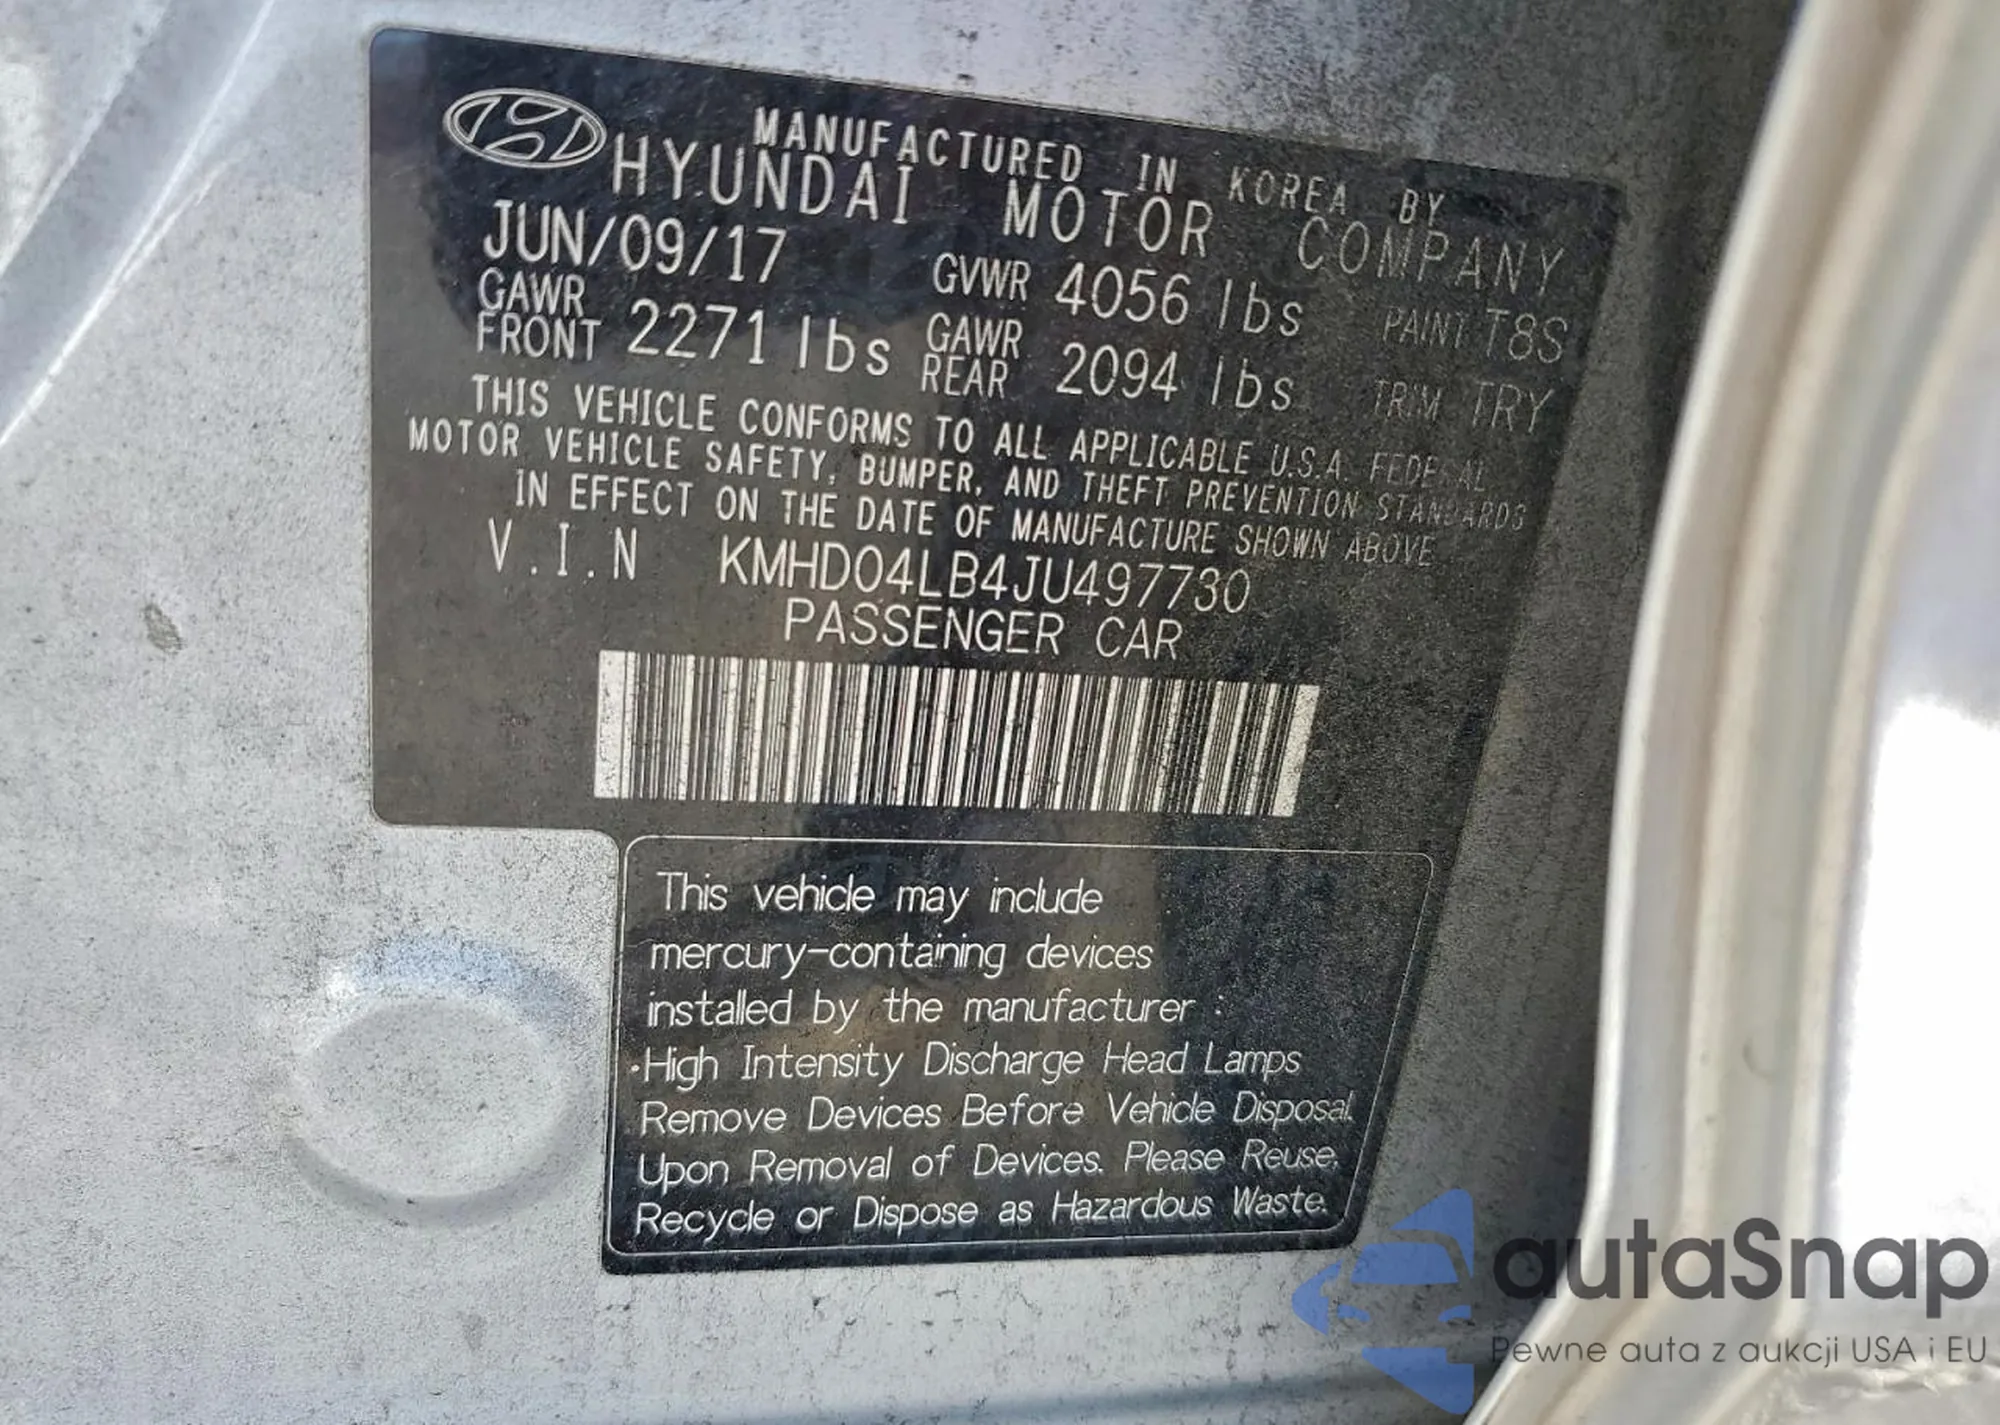 MANUFACTURED IN KOREA BY
HYUNDAI MOTOR COMPANY
JUN/09/17 GVWR 4056 lbs PAINT T8S
GAWR FRONT 2271 lbs GAWR REAR 2094 lbs TRIM TRY
THIS VEHICLE CONFORMS TO ALL APPLICABLE U.S.A. FEDERAL
MOTOR VEHICLE SAFETY, BUMPER, AND THEFT PREVENTION STANDARDS
IN EFFECT ON THE DATE OF MANUFACTURE SHOWN ABOVE
V.I.N KMHD04LB4JU497730
PASSENGER CAR
This vehicle may include
mercury-containing devices
installed by the manufacturer :
·High Intensity Discharge Head Lamps
Remove Devices Before Vehicle Disposal.
Upon Removal of Devices. Please Reuse,
Recycle or Dispose as Hazardous Waste.
autaSnap
Pewne auta z aukcji USA i EU